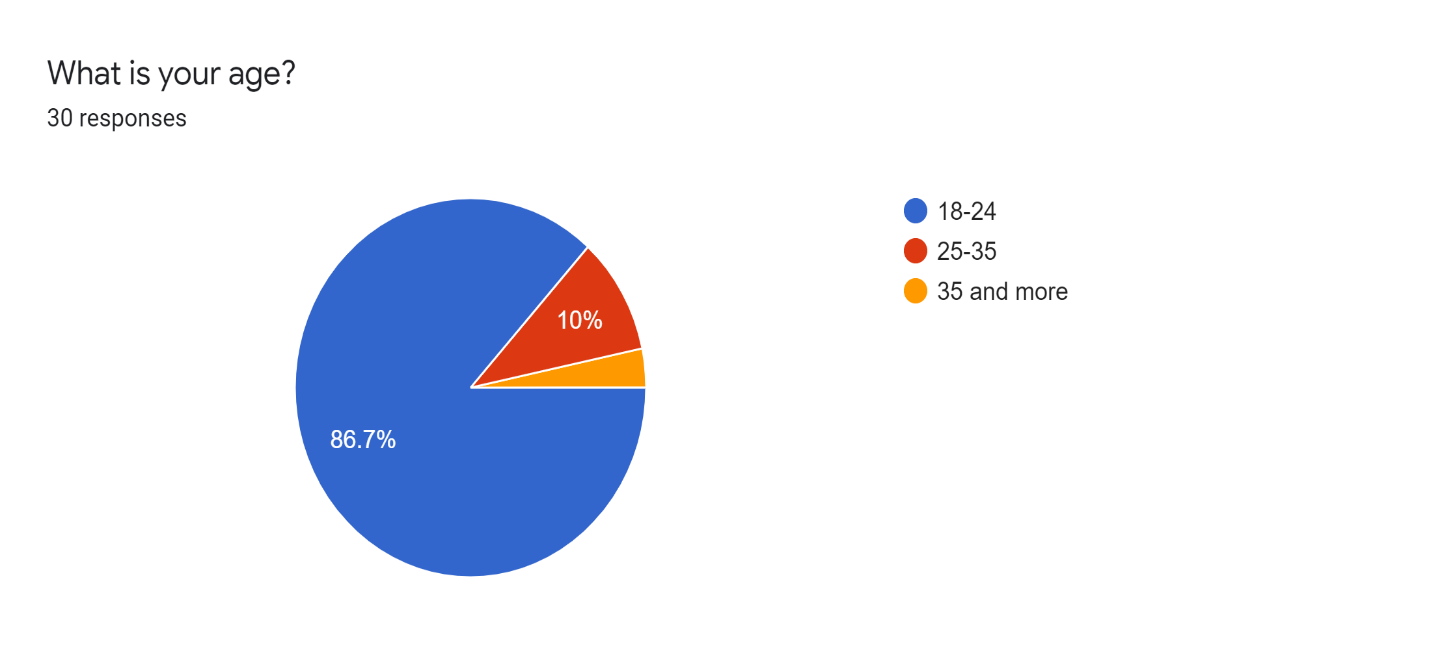 What is your age?
30 responses
18-24
25-35
35 and more
10%
86.7%